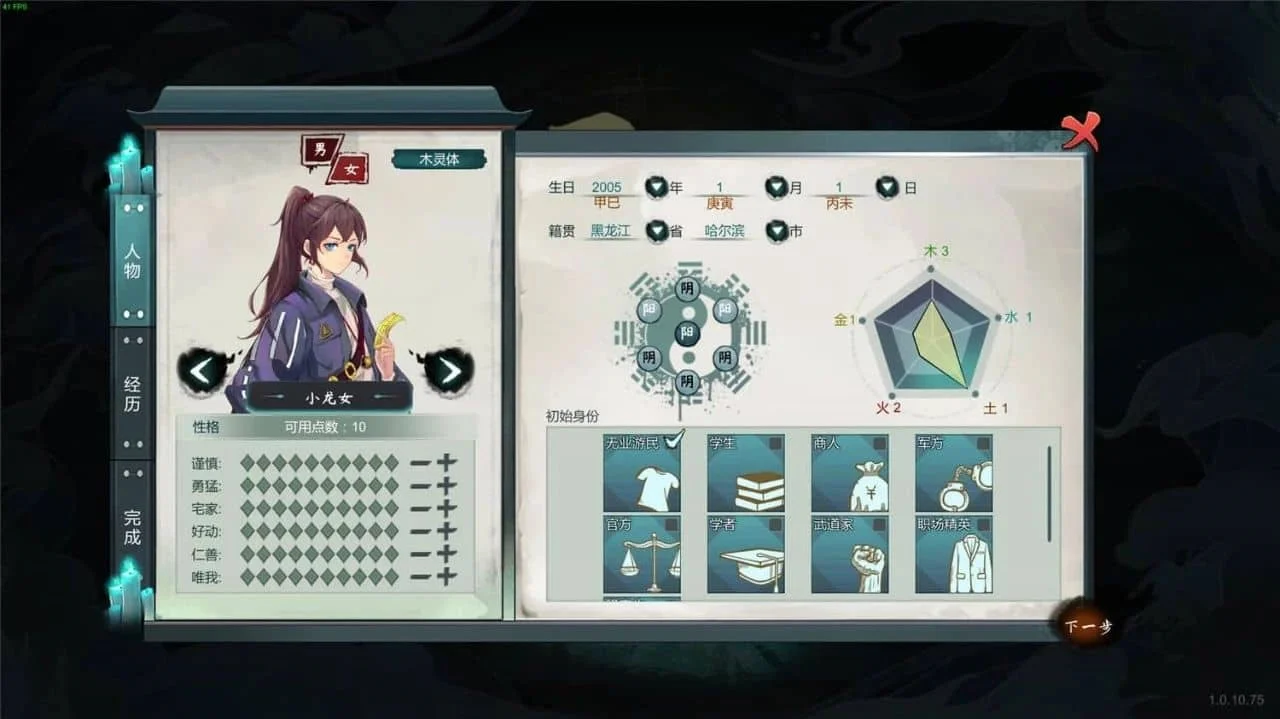 41 FPS
男
女
木灵体
人物
经历
完成
小龙女
性格 可用点数：10
谨慎:
勇猛:
宅家:
好动:
仁善:
唯我:
生日 2005 年 1 月 1 日
甲巳 庚寅 丙未
籍贯 黑龙江 省 哈尔滨 市
阴
阳 阳
阳
阴 阴
阴
木 3
金1 水 1
火 2 土 1
初始身份
无业游民 学生 商人 军方
官方 学者 武道家 职场精英
下一步
1.0.10.75